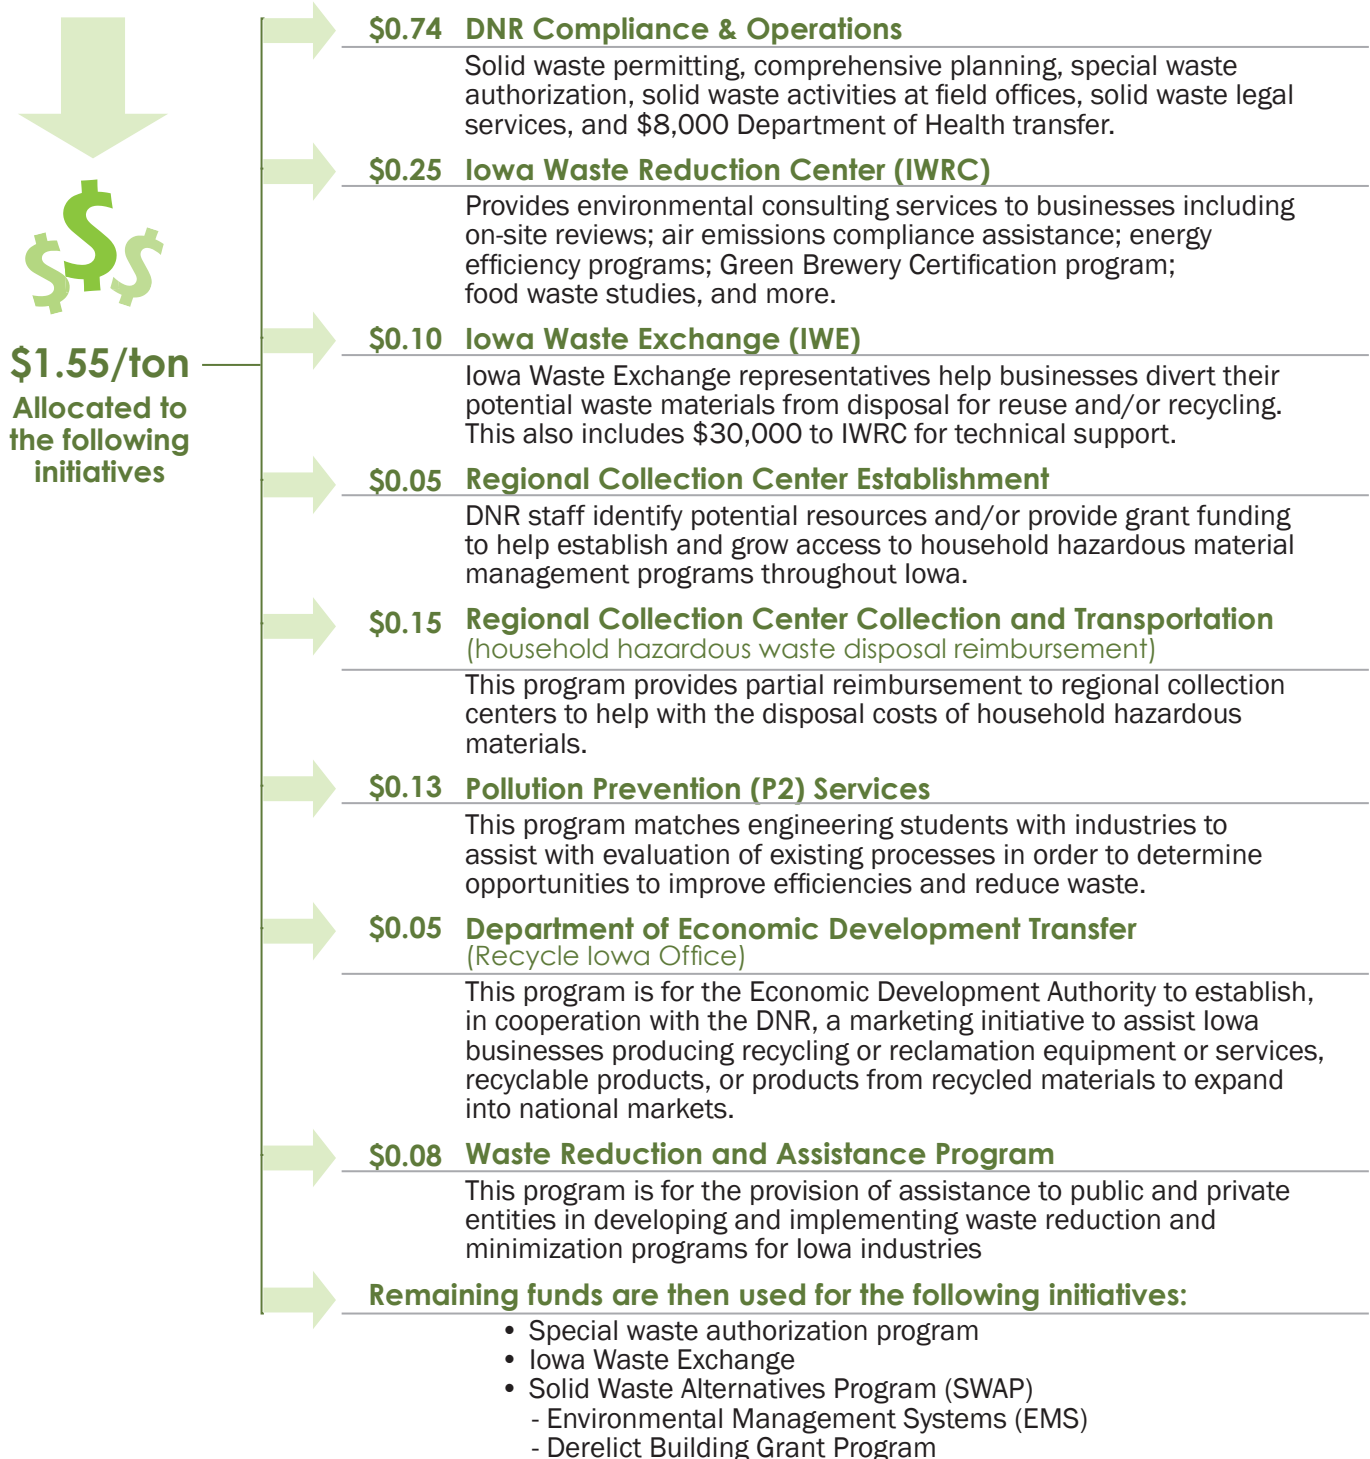 $1.55/ton
Allocated to
the following
initiatives
$0.74 DNR Compliance & Operations
Solid waste permitting, comprehensive planning, special waste
authorization, solid waste activities at field offices, solid waste legal
services, and $8,000 Department of Health transfer.
$0.25 Iowa Waste Reduction Center (IWRC)
Provides environmental consulting services to businesses including
on-site reviews; air emissions compliance assistance; energy
efficiency programs; Green Brewery Certification program;
food waste studies, and more.
$0.10 Iowa Waste Exchange (IWE)
Iowa Waste Exchange representatives help businesses divert their
potential waste materials from disposal for reuse and/or recycling.
This also includes $30,000 to IWRC for technical support.
$0.05 Regional Collection Center Establishment
DNR staff identify potential resources and/or provide grant funding
to help establish and grow access to household hazardous material
management programs throughout Iowa.
$0.15 Regional Collection Center Collection and Transportation
(household hazardous waste disposal reimbursement)
This program provides partial reimbursement to regional collection
centers to help with the disposal costs of household hazardous
materials.
$0.13 Pollution Prevention (P2) Services
This program matches engineering students with industries to
assist with evaluation of existing processes in order to determine
opportunities to improve efficiencies and reduce waste.
$0.05 Department of Economic Development Transfer
(Recycle Iowa Office)
This program is for the Economic Development Authority to establish,
in cooperation with the DNR, a marketing initiative to assist Iowa
businesses producing recycling or reclamation equipment or services,
recyclable products, or products from recycled materials to expand
into national markets.
$0.08 Waste Reduction and Assistance Program
This program is for the provision of assistance to public and private
entities in developing and implementing waste reduction and
minimization programs for Iowa industries
Remaining funds are then used for the following initiatives:
• Special waste authorization program
• Iowa Waste Exchange
• Solid Waste Alternatives Program (SWAP)
- Environmental Management Systems (EMS)
- Derelict Building Grant Program